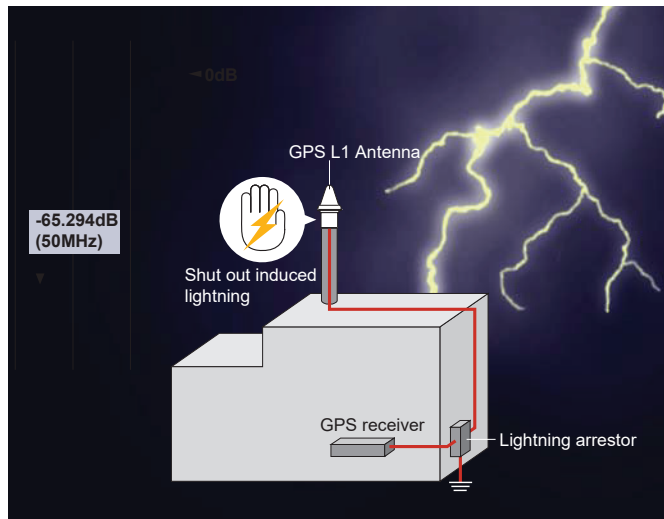 ◄0dB
GPS L1 Antenna
-65.294dB
(50MHz)
Shut out induced
lightning
GPS receiver
Lightning arrestor